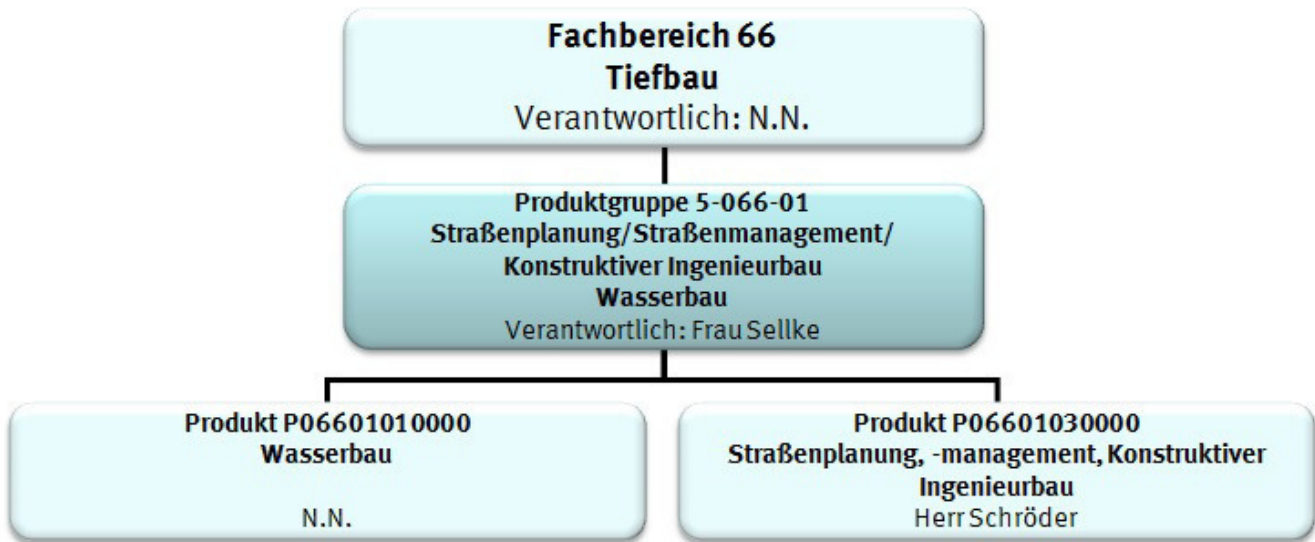 Fachbereich 66
Tiefbau
Verantwortlich: N.N.
Produktgruppe 5-066-01
Straßenplanung/Straßenmanagement/
Konstruktiver Ingenieurbau
Wasserbau
Verantwortlich: Frau Sellke
Produkt P06601010000
Wasserbau
N.N.
Produkt P06601030000
Straßenplanung, -management, Konstruktiver
Ingenieurbau
Herr Schröder